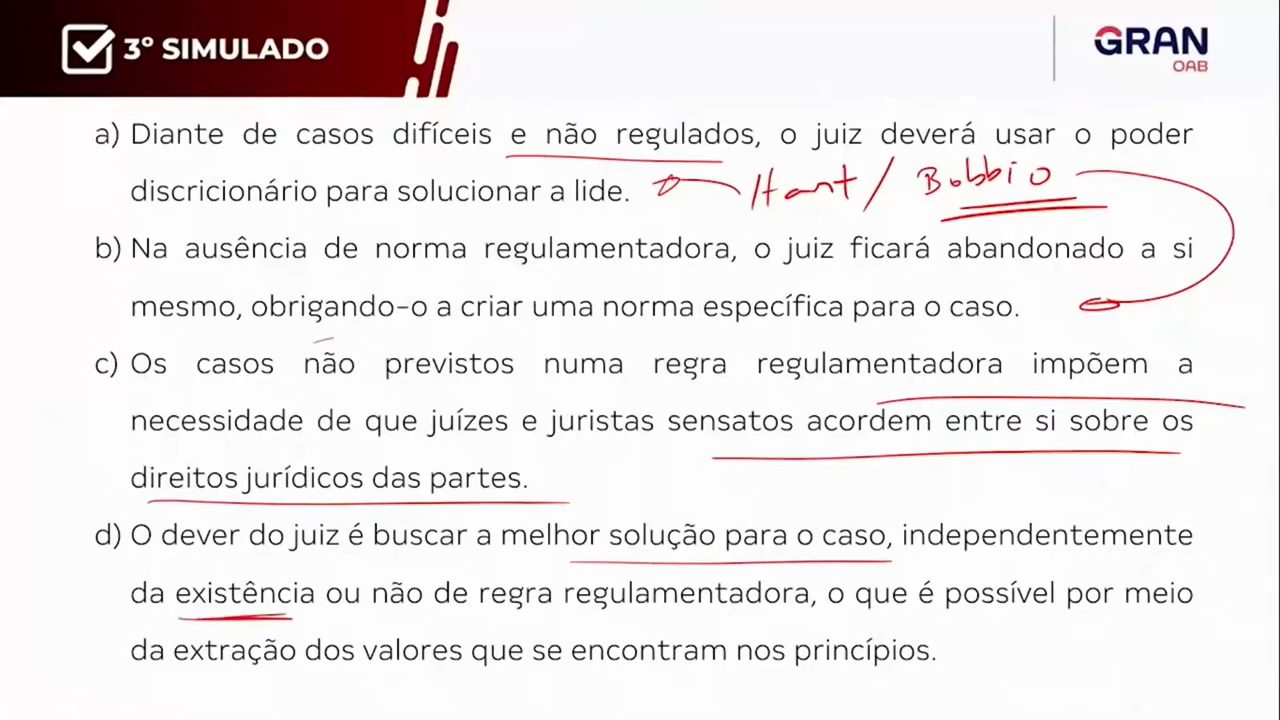 3º SIMULADO
GRAN
OAB
a) Diante de casos difíceis e não regulados, o juiz deverá usar o poder
discricionário para solucionar a lide.
Hart / Bobbio
b) Na ausência de norma regulamentadora, o juiz ficará abandonado a si
mesmo, obrigando-o a criar uma norma específica para o caso.
c) Os casos não previstos numa regra regulamentadora impõem a
necessidade de que juízes e juristas sensatos acordem entre si sobre os
direitos jurídicos das partes.
d) O dever do juiz é buscar a melhor solução para o caso, independentemente
da existência ou não de regra regulamentadora, o que é possível por meio
da extração dos valores que se encontram nos princípios.